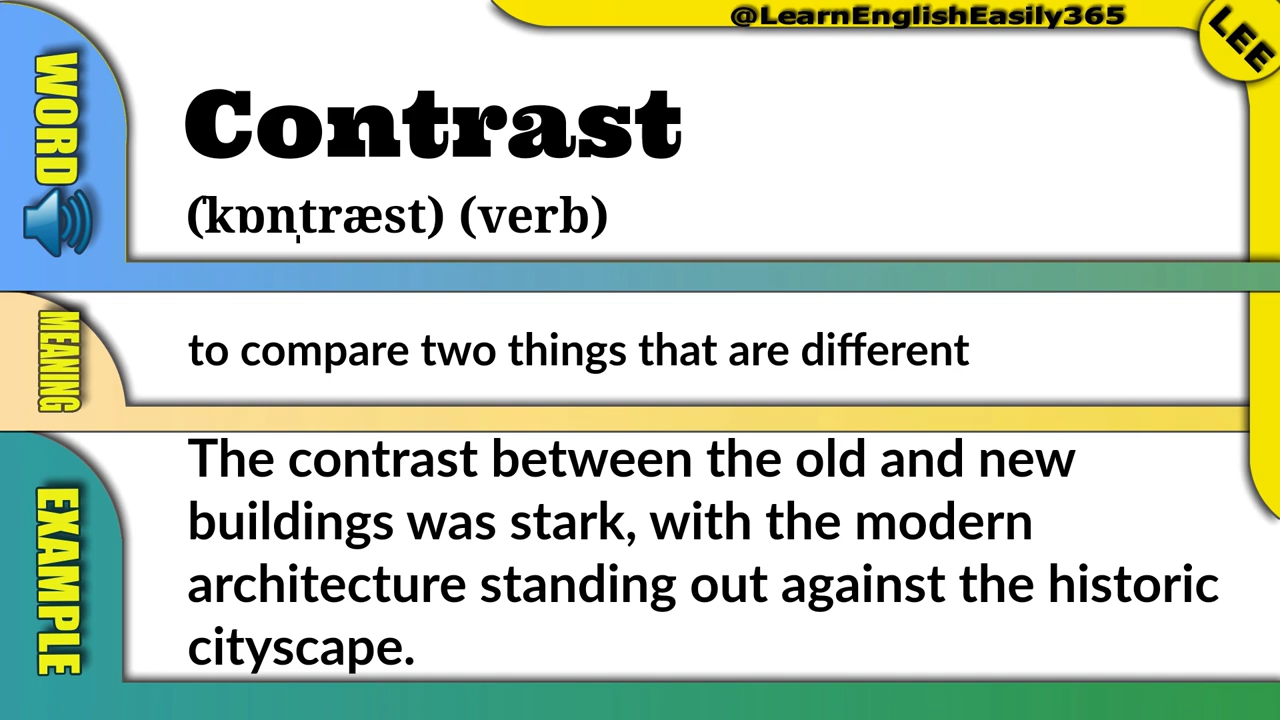 @LearnEnglishEasily365
LEE
WORD
Contrast
(ˈkɒnˌtræst) (verb)
MEANING
to compare two things that are different
EXAMPLE
The contrast between the old and new
buildings was stark, with the modern
architecture standing out against the historic
cityscape.